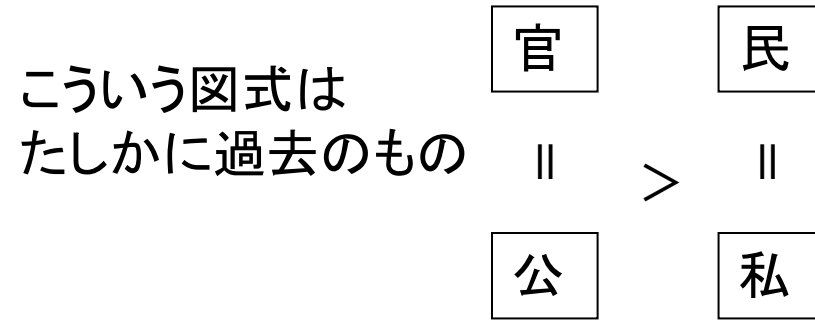 こういう図式は
たしかに過去のもの
官 民
= > =
公 私